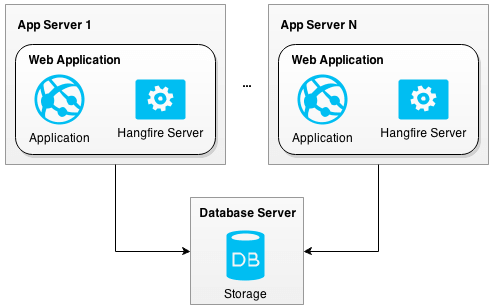 App Server 1
Web Application
Application
Hangfire Server
...
App Server N
Web Application
Application
Hangfire Server
Database Server
DB
Storage